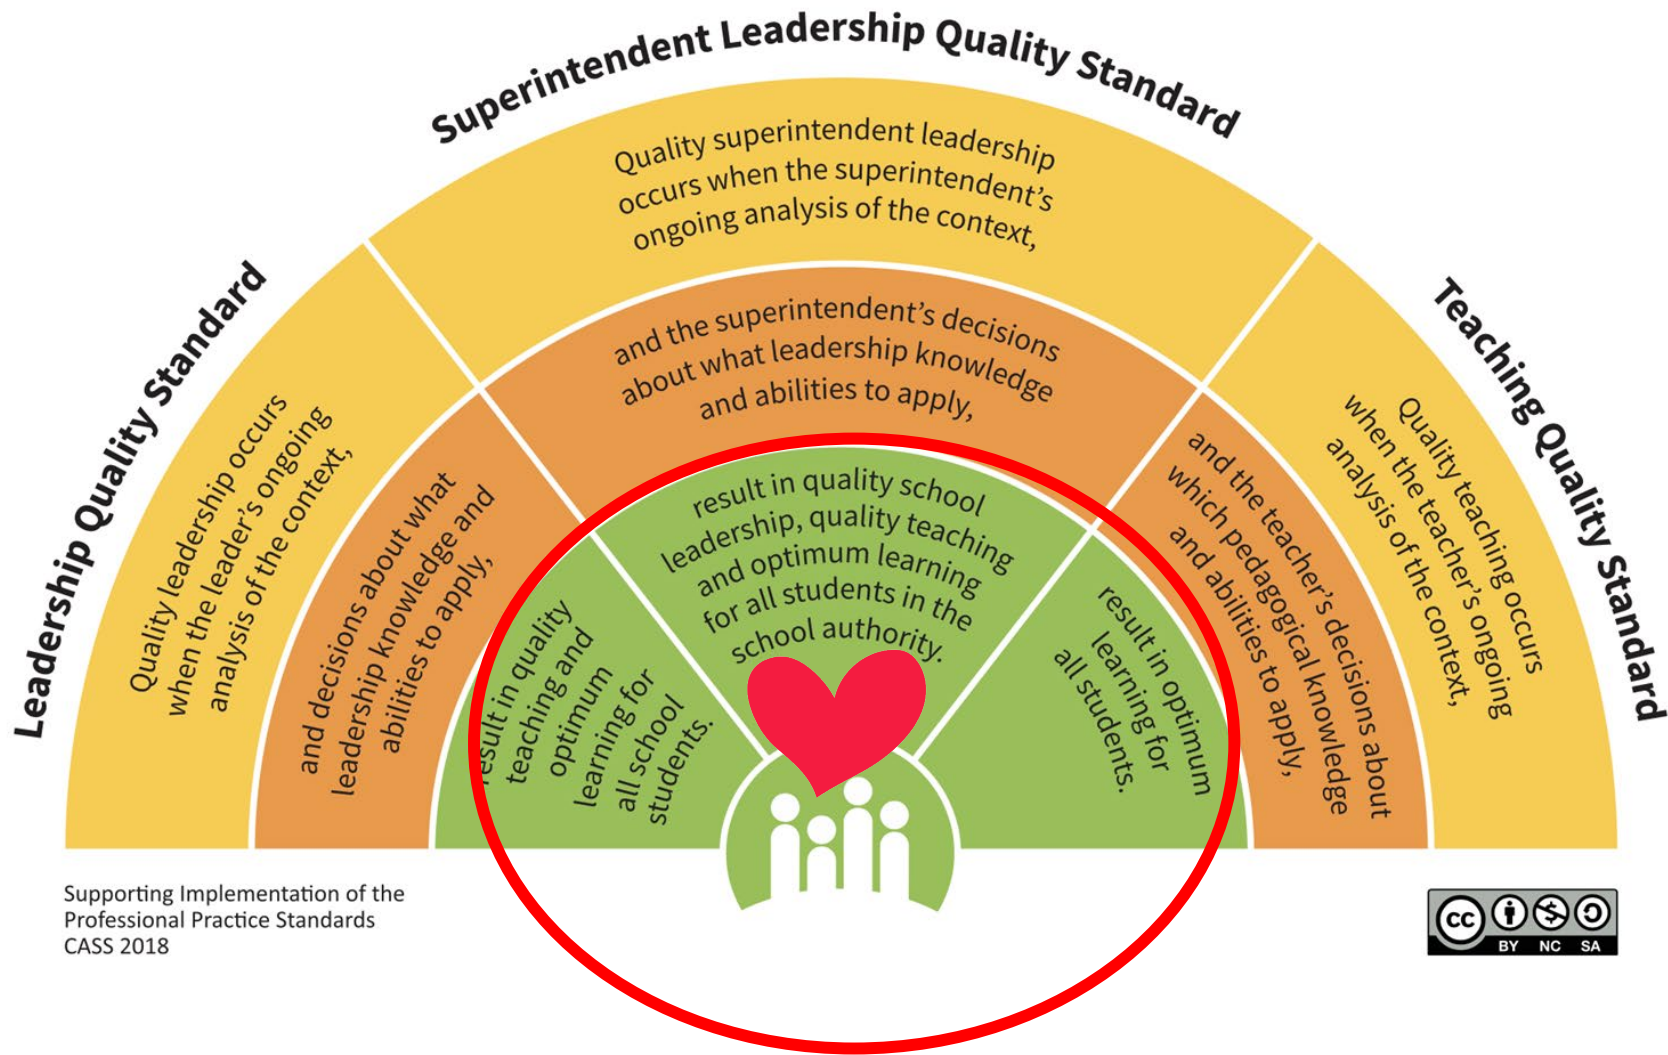 Superintendent Leadership Quality Standard
Quality superintendent leadership
occurs when the superintendent's
ongoing analysis of the context,
and the superintendent's decisions
about what leadership knowledge
and abilities to apply,
result in quality school
leadership, quality teaching
and optimum learning
for all students in the
school authority.
Leadership Quality Standard
Quality leadership occurs
when the leader's ongoing
analysis of the context,
and decisions about what
leadership knowledge and
abilities to apply,
result in quality
teaching and
optimum
learning for
all school
students.
Teaching Quality Standard
Quality teaching occurs
when the teacher's ongoing
analysis of the context,
and the teacher's decisions about
which pedagogical knowledge
and abilities to apply,
result in optimum
learning for
all students.
Supporting Implementation of the
Professional Practice Standards
CASS 2018
cc
BY NC SA